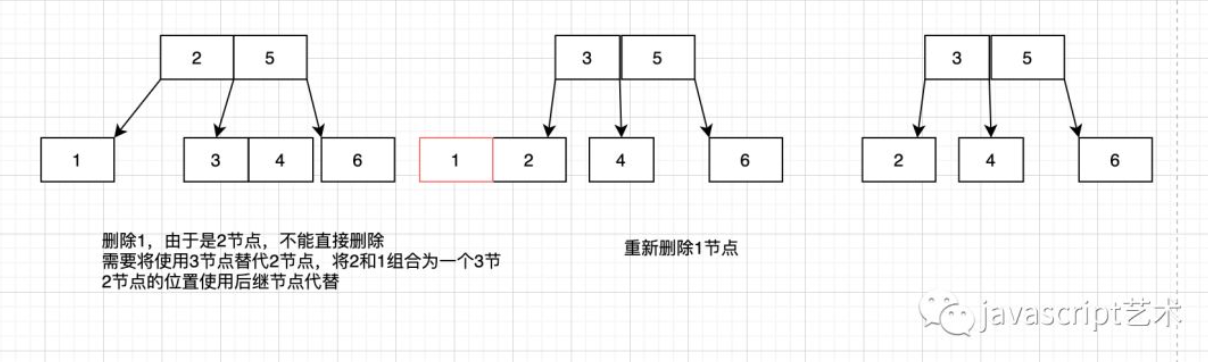 2 5
3 5
3 5
1
3 4
6
1 2
4
6
2
4
6
删除1，由于是2节点，不能直接删除
需要将使用3节点替代2节点，将2和1组合为一个3节
2节点的位置使用后继节点代替
重新删除1节点
javascript艺术